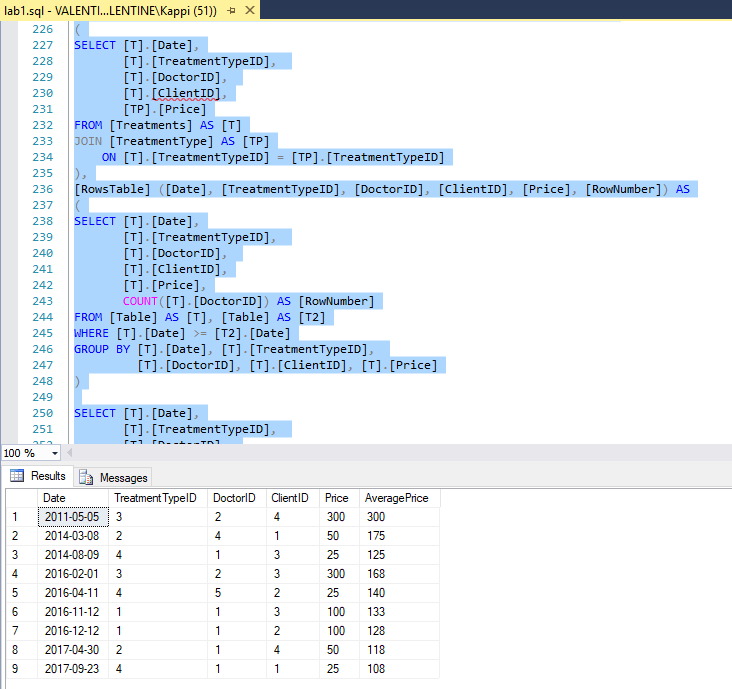 lab1.sql - VALENTI...LENTINE\Kappi (51))
226 (
227 SELECT [T].[Date],
228 [T].[TreatmentTypeID],
229 [T].[DoctorID],
230 [T].[ClientID],
231 [TP].[Price]
232 FROM [Treatments] AS [T]
233 JOIN [TreatmentType] AS [TP]
234 ON [T].[TreatmentTypeID] = [TP].[TreatmentTypeID]
235 ),
236 [RowsTable] ([Date], [TreatmentTypeID], [DoctorID], [ClientID], [Price], [RowNumber]) AS
237 (
238 SELECT [T].[Date],
239 [T].[TreatmentTypeID],
240 [T].[DoctorID],
241 [T].[ClientID],
242 [T].[Price],
243 COUNT([T].[DoctorID]) AS [RowNumber]
244 FROM [Table] AS [T], [Table] AS [T2]
245 WHERE [T].[Date] >= [T2].[Date]
246 GROUP BY [T].[Date], [T].[TreatmentTypeID],
247 [T].[DoctorID], [T].[ClientID], [T].[Price]
248 )
249
250 SELECT [T].[Date],
251 [T].[TreatmentTypeID],
252 [T].[DoctorID]
100 %
Results Messages
Date TreatmentTypeID DoctorID ClientID Price AveragePrice
1 2011-05-05 3 2 4 300 300
2 2014-03-08 2 4 1 50 175
3 2014-08-09 4 1 3 25 125
4 2016-02-01 3 2 3 300 168
5 2016-04-11 4 5 2 25 140
6 2016-11-12 1 1 3 100 133
7 2016-12-12 1 1 2 100 128
8 2017-04-30 2 1 4 50 118
9 2017-09-23 4 1 1 25 108